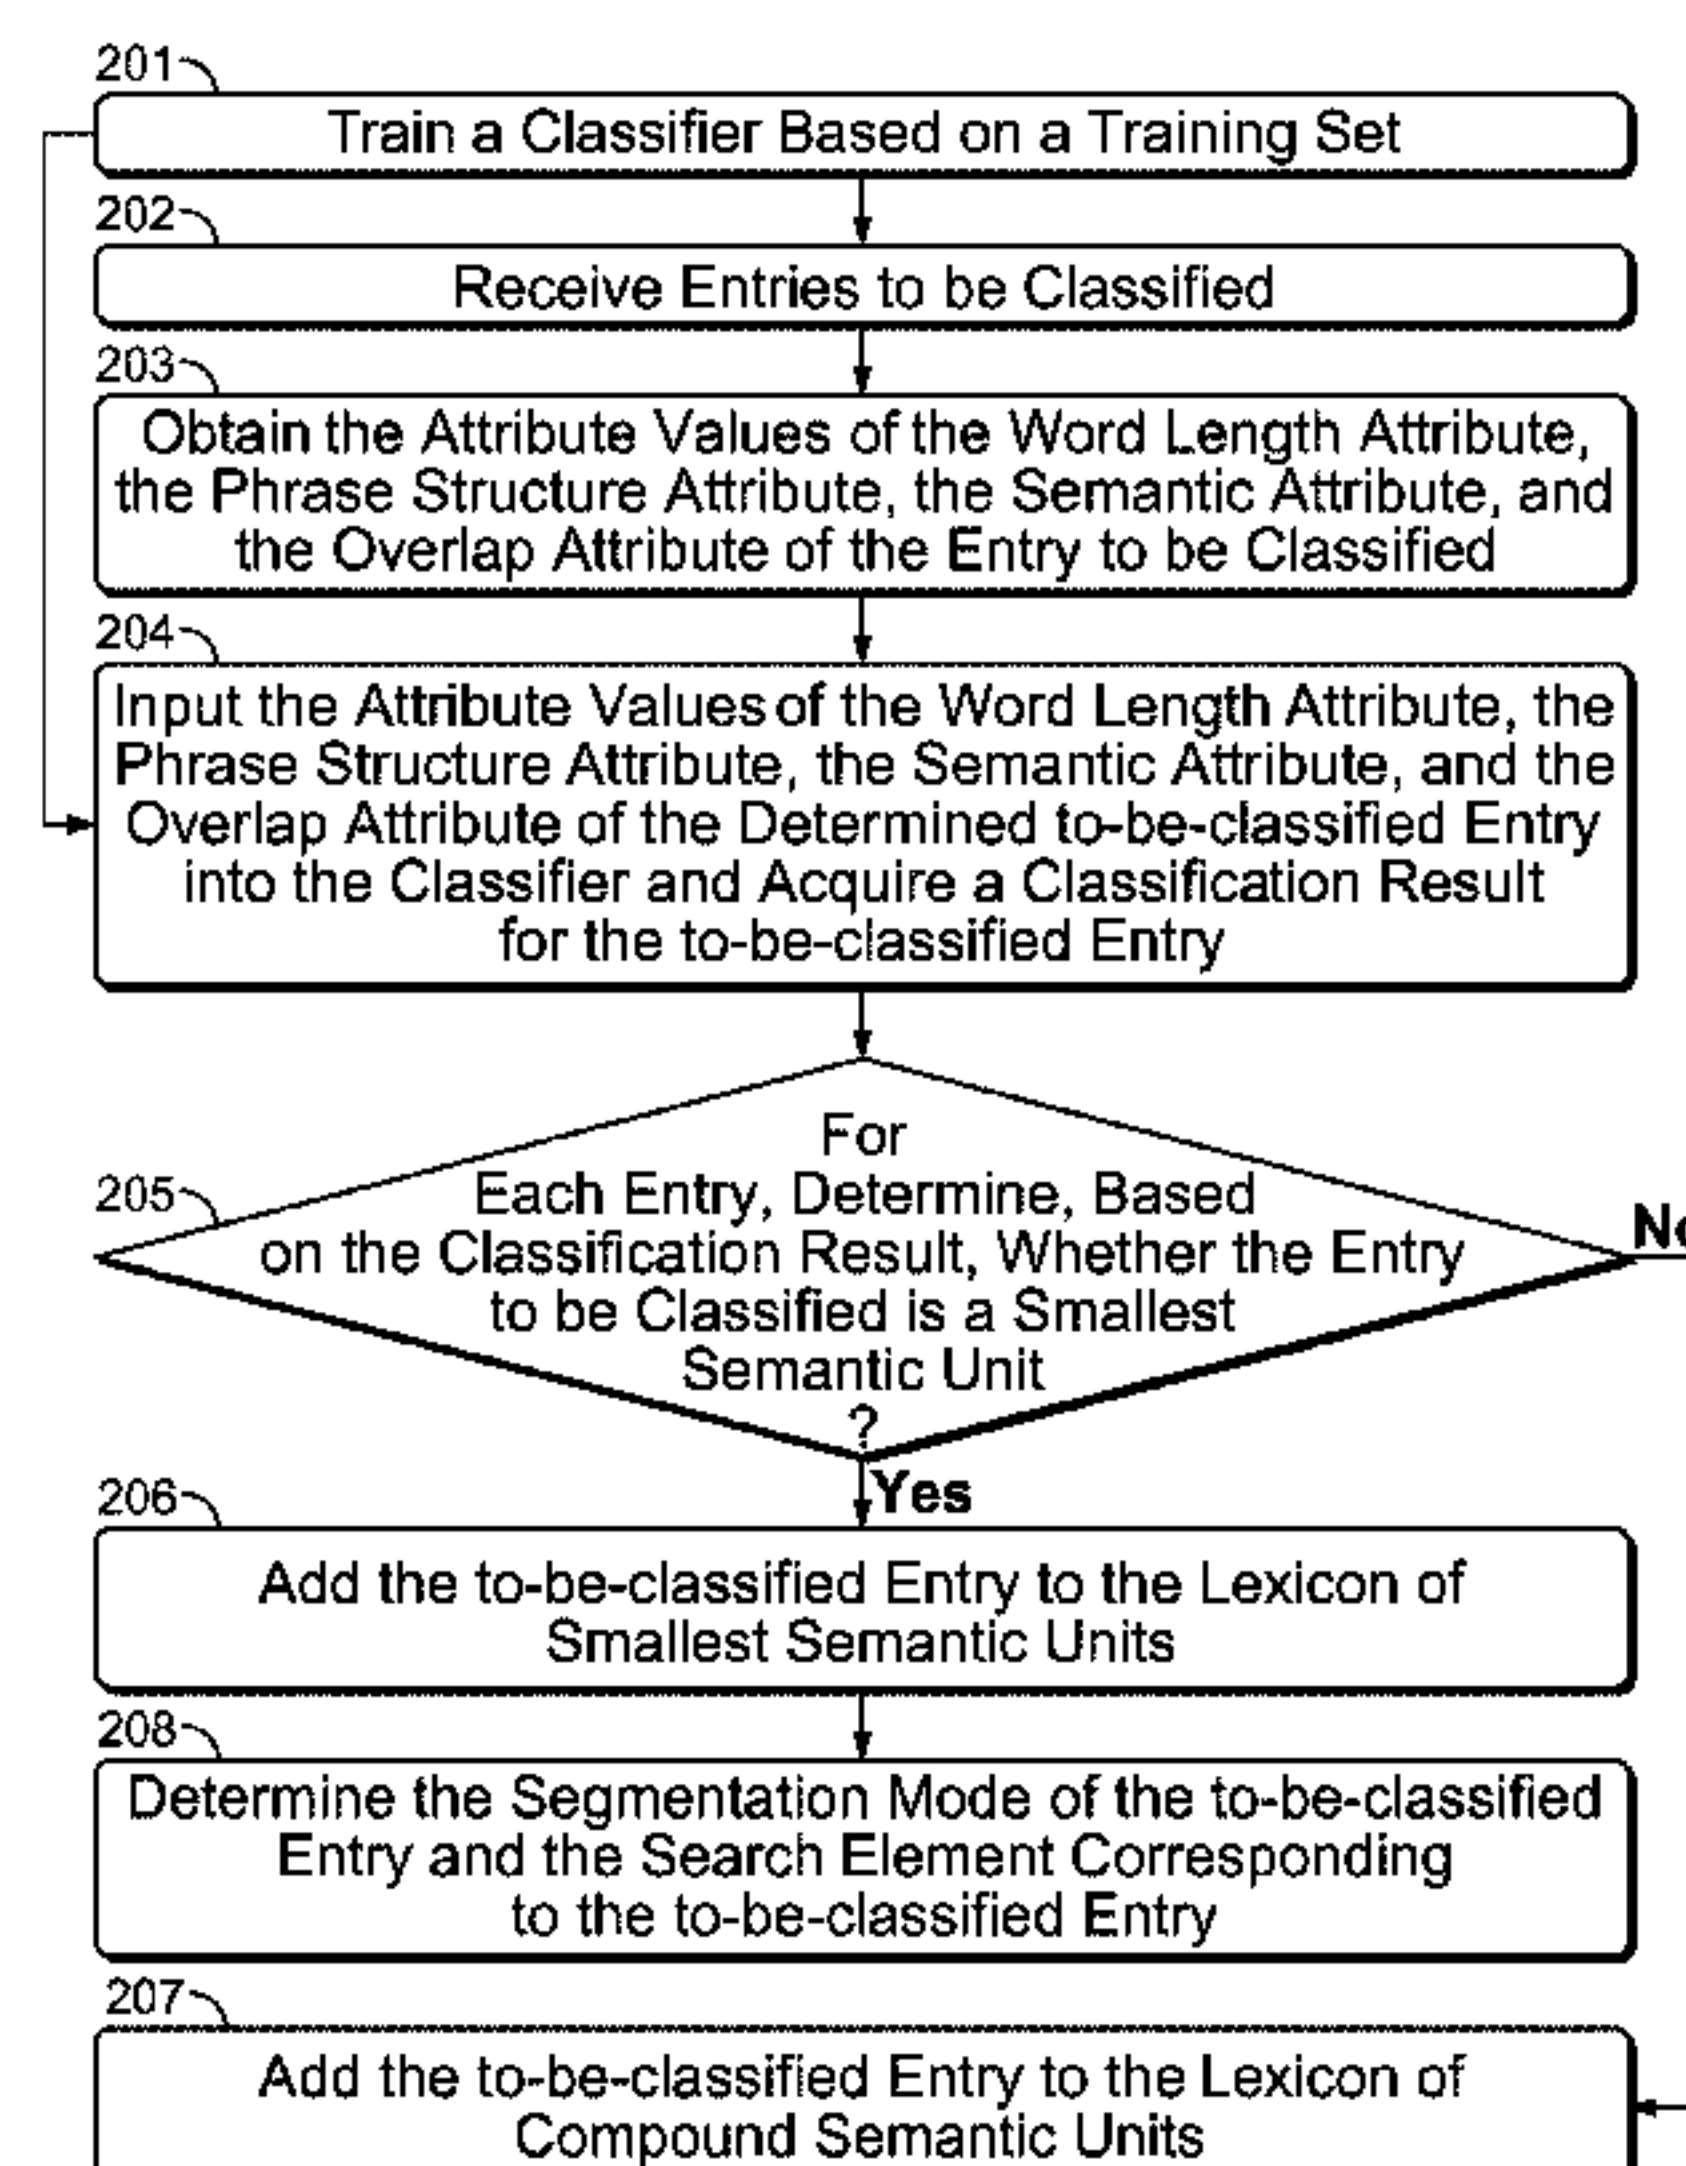 201
Train a Classifier Based on a Training Set
202
Receive Entries to be Classified
203
Obtain the Attribute Values of the Word Length Attribute,
the Phrase Structure Attribute, the Semantic Attribute, and
the Overlap Attribute of the Entry to be Classified
204
Input the Attribute Values of the Word Length Attribute, the
Phrase Structure Attribute, the Semantic Attribute, and the
Overlap Attribute of the Determined to-be-classified Entry
into the Classifier and Acquire a Classification Result
for the to-be-classified Entry
205
For
Each Entry, Determine, Based
on the Classification Result, Whether the Entry
to be Classified is a Smallest
Semantic Unit
?
Yes
206
Add the to-be-classified Entry to the Lexicon of
Smallest Semantic Units
208
Determine the Segmentation Mode of the to-be-classified
Entry and the Search Element Corresponding
to the to-be-classified Entry
207
Add the to-be-classified Entry to the Lexicon of
Compound Semantic Units